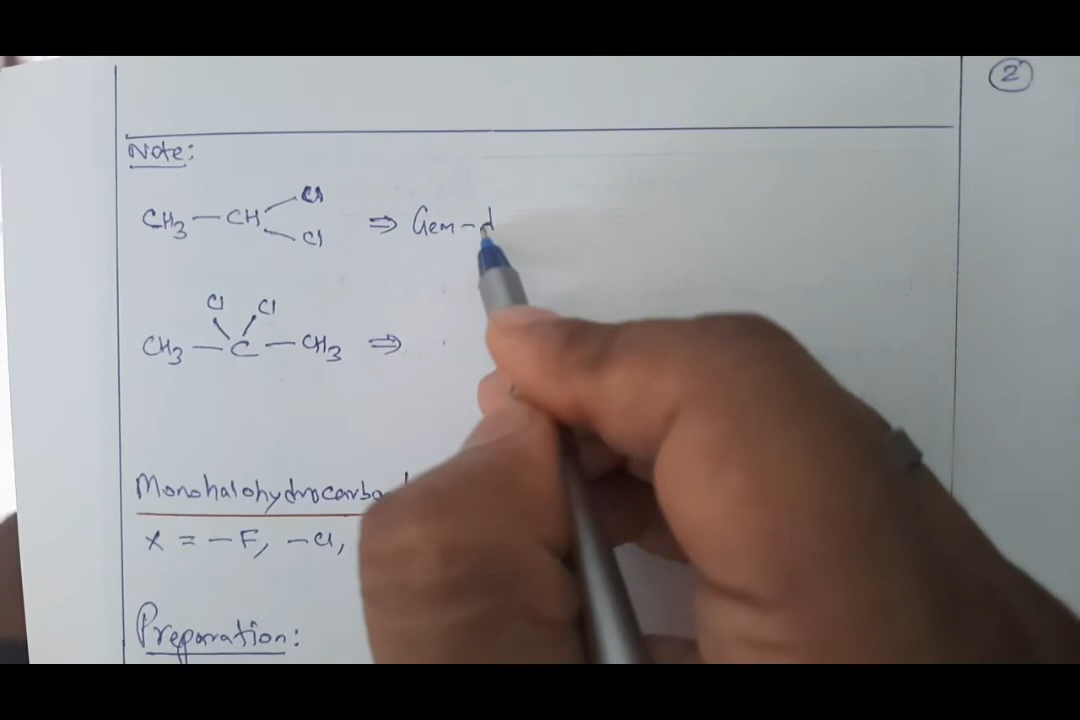 2
Note:
Cl
CH3 — CH ⇒ Gem-d
Cl
Cl Cl
CH3 — C — CH3 ⇒
Monohalohydrocarbo
X = -F, -Cl,
Preparation: